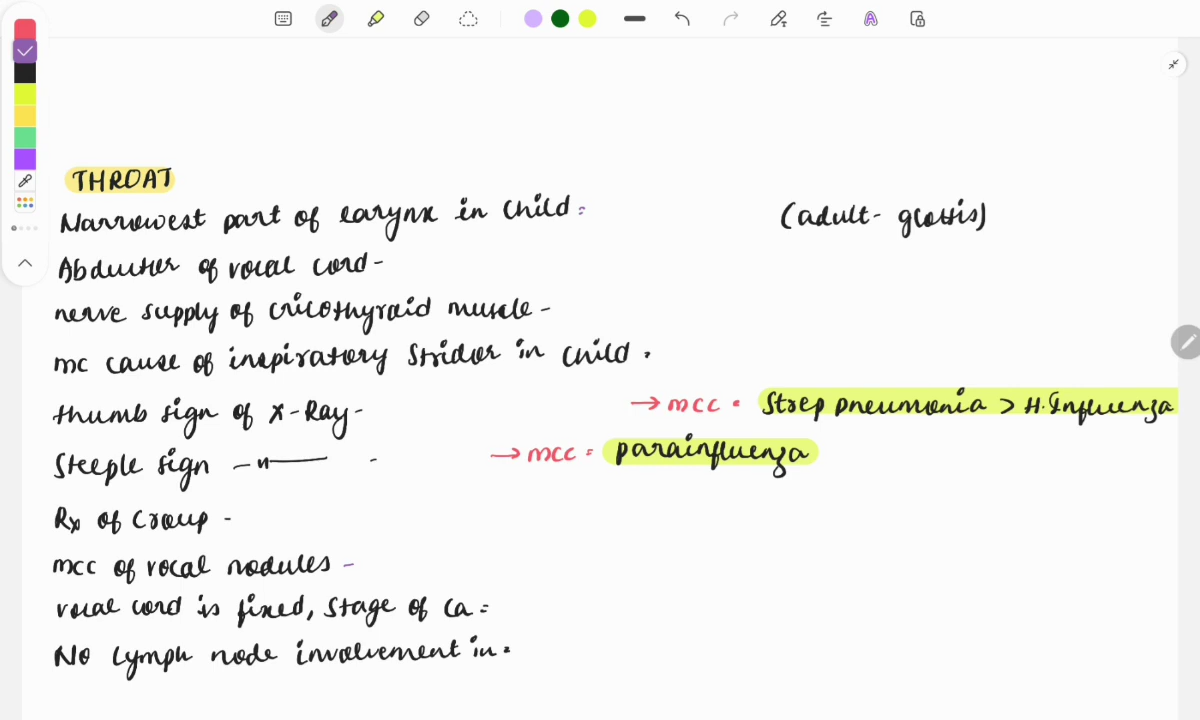 THROAT
Narrowest part of larynx in child = (adult - glottis)
Abductor of vocal cord -
nerve supply of cricothyroid muscle -
mc cause of inspiratory stridor in child .
thumb sign of X-Ray - → mcc = Strep pneumonia > H. Influenza
Steeple sign — " — - → mcc = parainfluenza
Rx of croup -
mcc of vocal nodules -
vocal cord is fixed, stage of ca =
No lymph node involvement in =